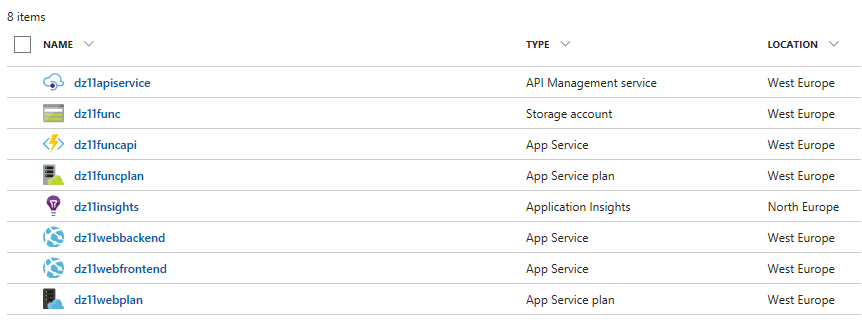 8 items
NAME TYPE LOCATION
dz11apiservice API Management service West Europe
dz11func Storage account West Europe
dz11funcapi App Service West Europe
dz11funcplan App Service plan West Europe
dz11insights Application Insights North Europe
dz11webbackend App Service West Europe
dz11webfrontend App Service West Europe
dz11webplan App Service plan West Europe